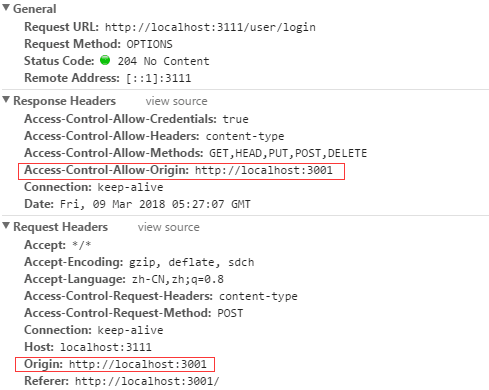 General
Request URL: http://localhost:3111/user/login
Request Method: OPTIONS
Status Code: 204 No Content
Remote Address: [::1]:3111
Response Headers view source
Access-Control-Allow-Credentials: true
Access-Control-Allow-Headers: content-type
Access-Control-Allow-Methods: GET,HEAD,PUT,POST,DELETE
Access-Control-Allow-Origin: http://localhost:3001
Connection: keep-alive
Date: Fri, 09 Mar 2018 05:27:07 GMT
Request Headers view source
Accept: */*
Accept-Encoding: gzip, deflate, sdch
Accept-Language: zh-CN,zh;q=0.8
Access-Control-Request-Headers: content-type
Access-Control-Request-Method: POST
Connection: keep-alive
Host: localhost:3111
Origin: http://localhost:3001
Referer: http://localhost:3001/